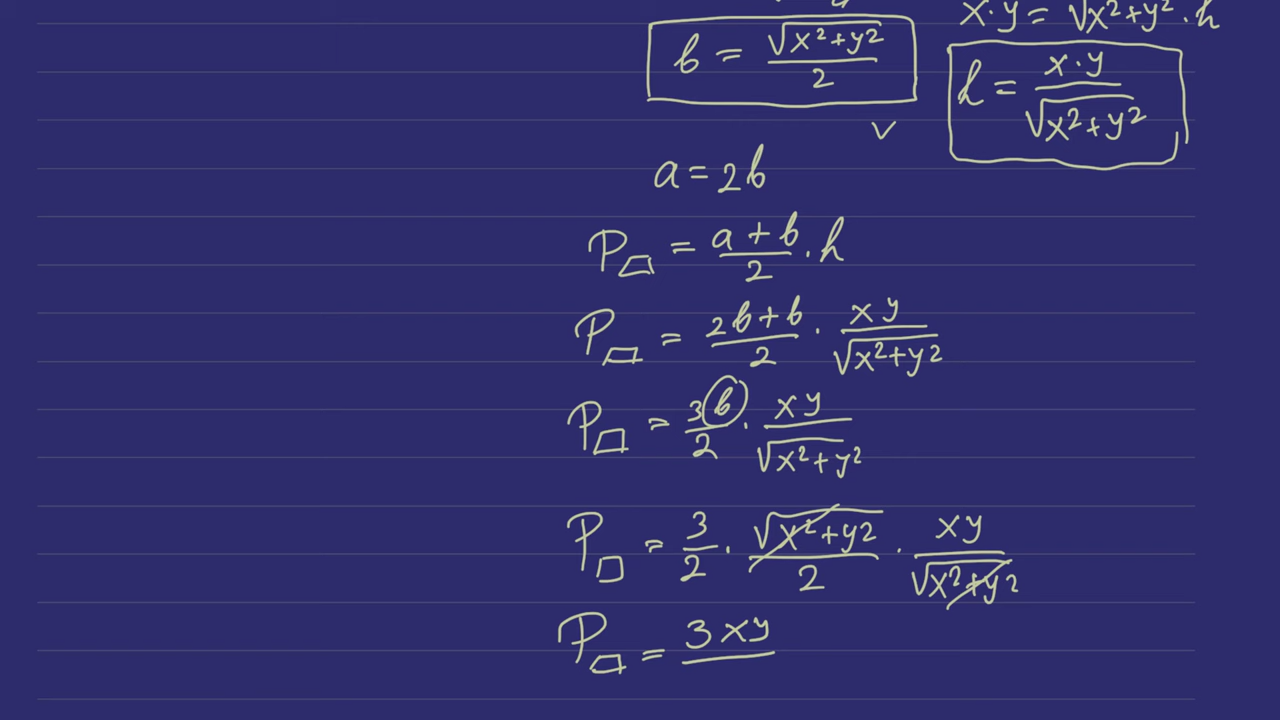 x·y = √x²+y² · h
b = √x²+y² / 2
h = x·y / √x²+y²
a = 2b
P▱ = a + b / 2 · h
P▱ = 2b+b / 2 · xy / √x²+y²
P▱ = 3b / 2 · xy / √x²+y²
P▱ = 3 / 2 · √x²+y2 / 2 · xy / √x²+y2
P▱ = 3xy